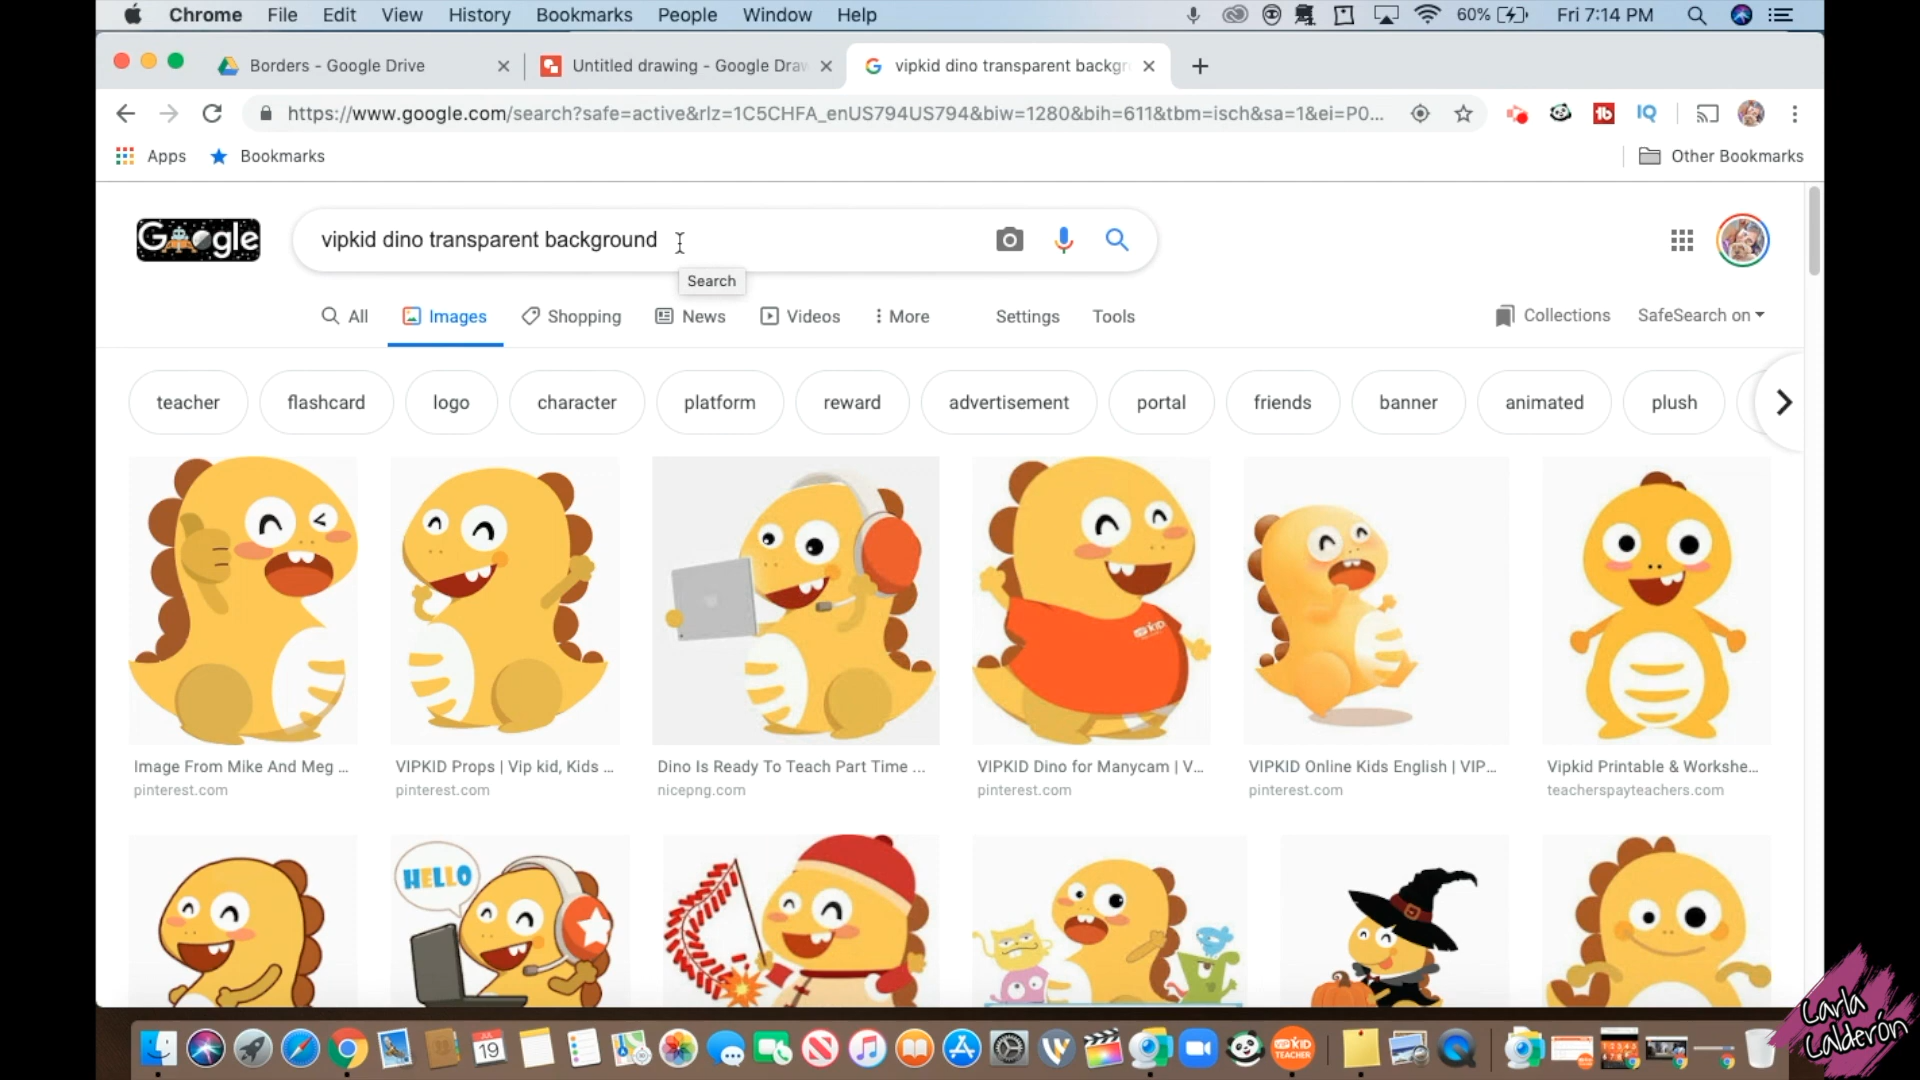 Chrome File Edit View History Bookmarks People Window Help
60% Fri 7:14 PM
Borders - Google Drive
Untitled drawing - Google Draw
vipkid dino transparent backgr
https://www.google.com/search?safe=active&rlz=1C5CHFA_enUS794US794&biw=1280&bih=611&tbm=isch&sa=1&ei=P0...
Apps Bookmarks Other Bookmarks
Google
vipkid dino transparent background
Search
All Images Shopping News Videos More Settings Tools Collections SafeSearch on
teacher flashcard logo character platform reward advertisement portal friends banner animated plush
Image From Mike And Meg ...
pinterest.com
VIPKID Props | Vip kid, Kids ...
pinterest.com
Dino Is Ready To Teach Part Time ...
nicepng.com
VIPKID Dino for Manycam | V...
pinterest.com
VIPKID Online Kids English | VIP...
pinterest.com
Vipkid Printable & Workshe...
teacherspayteachers.com
HELLO
JUL
19
VIPKID
TEACHER
Carla
Calderón